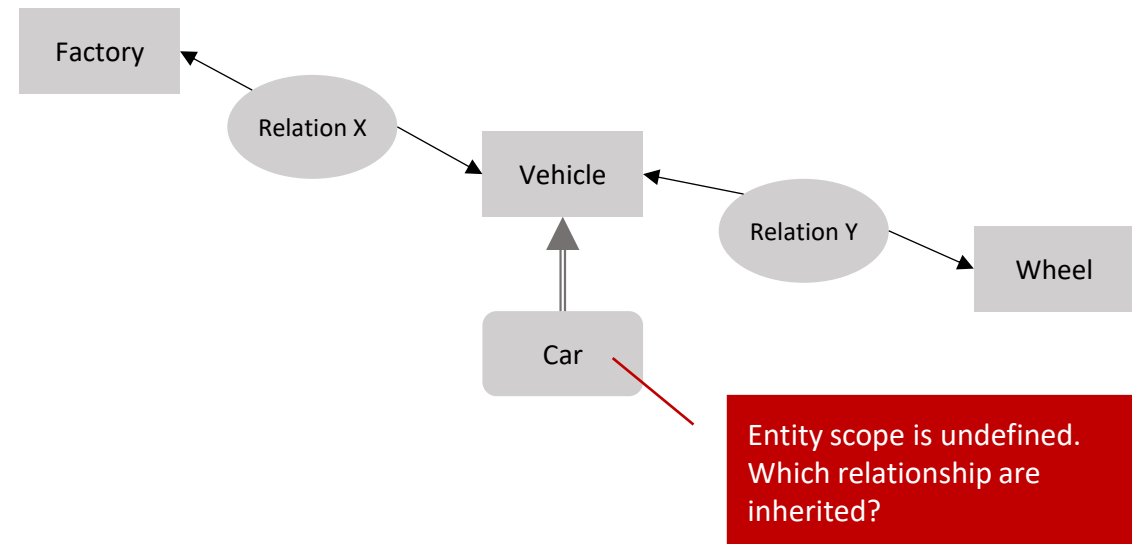 Factory
Relation X
Vehicle
Relation Y
Wheel
Car
Entity scope is undefined.
Which relationship are
inherited?